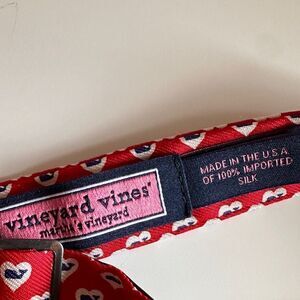 vineyard vines®
martha's vineyard
MADE IN THE U.S.A.
OF 100% IMPORTED
SILK